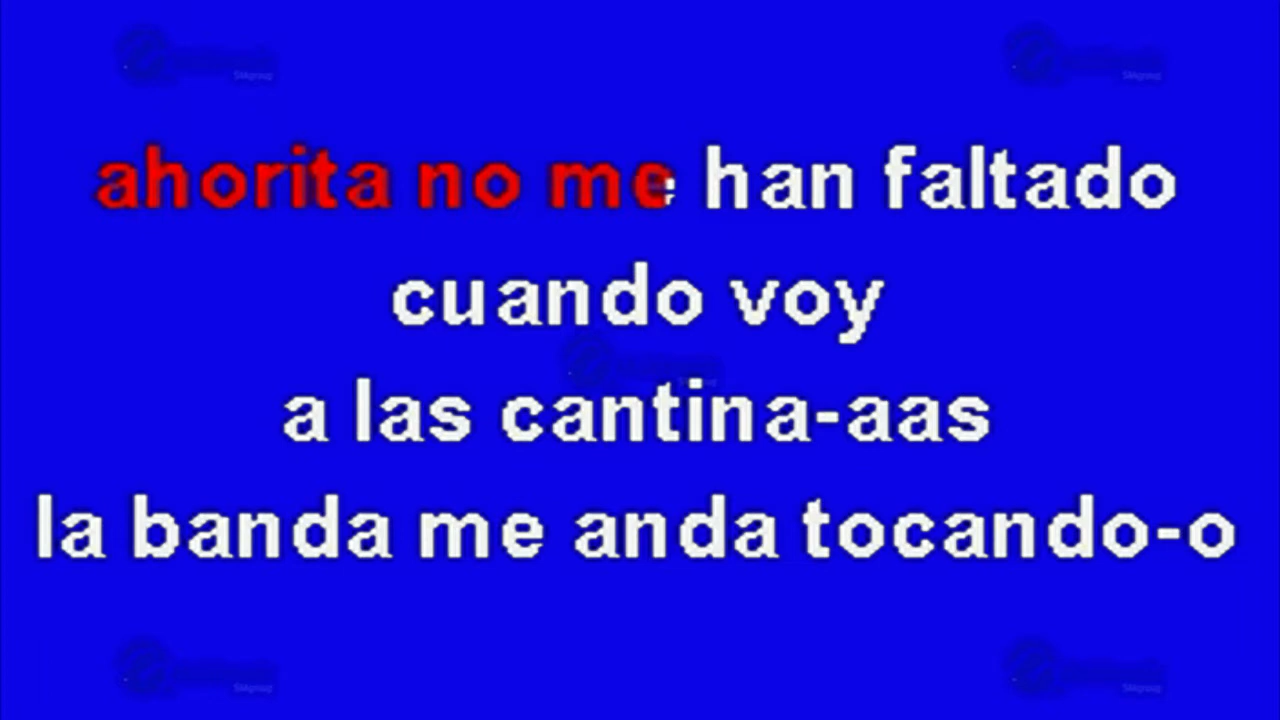 ahorita no me han faltado
cuando voy
a las cantina-aas
la banda me anda tocando-o